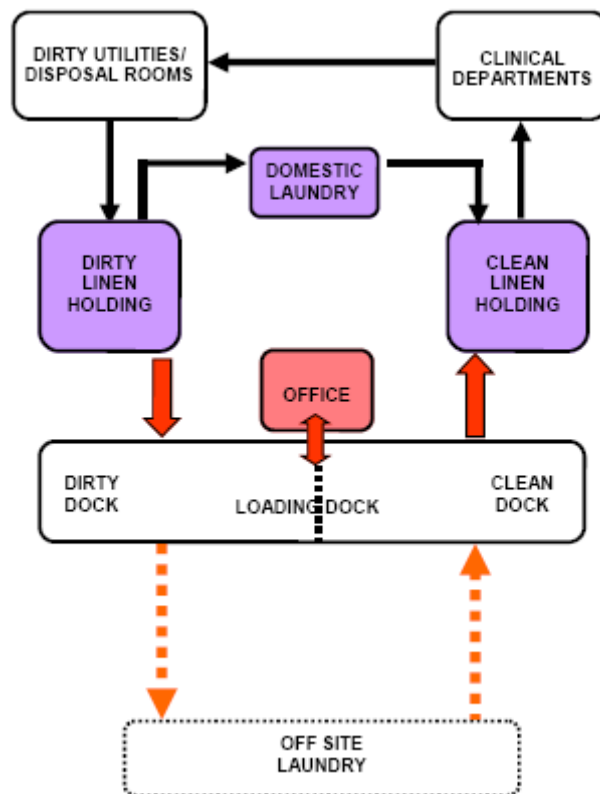 DIRTY UTILITIES/
DISPOSAL ROOMS
CLINICAL
DEPARTMENTS
DOMESTIC
LAUNDRY
DIRTY
LINEN
HOLDING
CLEAN
LINEN
HOLDING
OFFICE
DIRTY
DOCK
LOADING DOCK
CLEAN
DOCK
OFF SITE
LAUNDRY